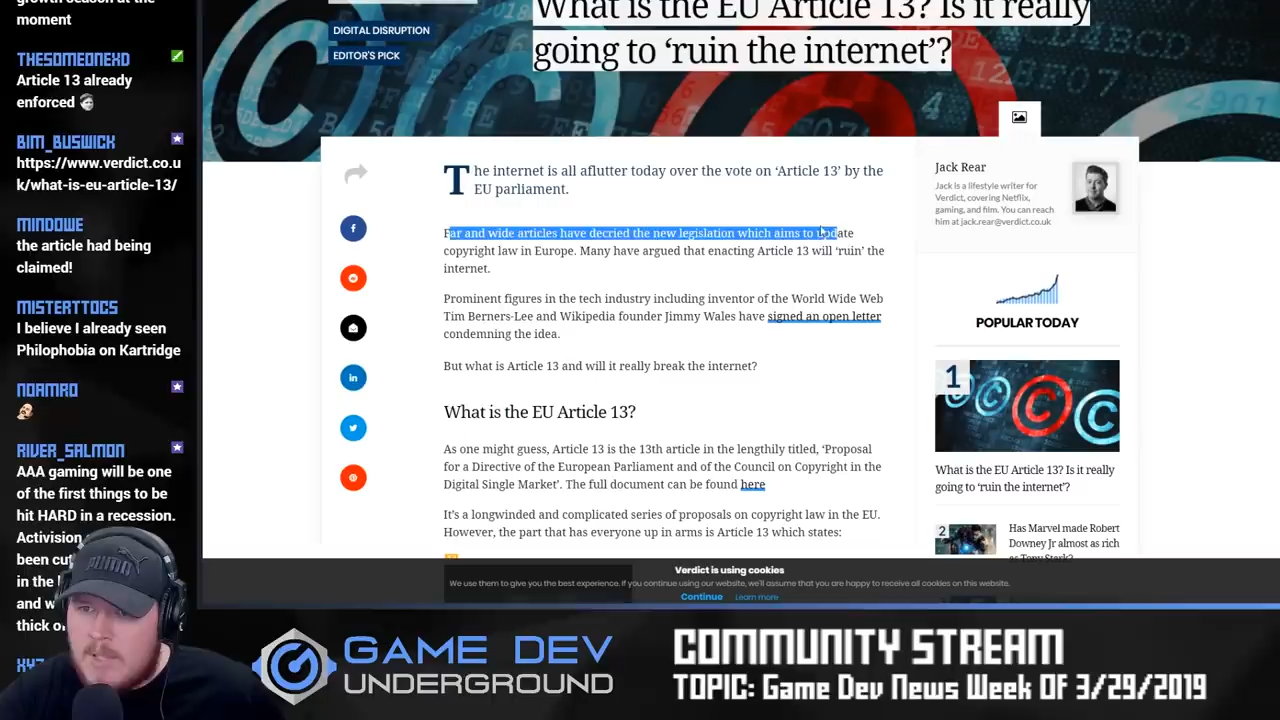 growth season at the
moment
THESOMEONEXD
Article 13 already
enforced
BIM_BUSWICK
https://www.verdict.co.u
k/what-is-eu-article-13/
MINDOWE
the article had being
claimed!
MISTERTTOCS
I believe I already seen
Philophobia on Kartridge
NOAMRO
RIVER_SALMON
AAA gaming will be one
of the first things to be
hit HARD in a recession.
Activision
been cut
in the
and w
thick o
XYZ
What is the EU Article 13? Is it really
going to ‘ruin the internet’?
DIGITAL DISRUPTION
EDITOR'S PICK
The internet is all aflutter today over the vote on ‘Article 13’ by the
EU parliament.
Far and wide articles have decried the new legislation which aims to update
copyright law in Europe. Many have argued that enacting Article 13 will ‘ruin’ the
internet.
Prominent figures in the tech industry including inventor of the World Wide Web
Tim Berners-Lee and Wikipedia founder Jimmy Wales have signed an open letter
condemning the idea.
But what is Article 13 and will it really break the internet?
What is the EU Article 13?
As one might guess, Article 13 is the 13th article in the lengthily titled, ‘Proposal
for a Directive of the European Parliament and of the Council on Copyright in the
Digital Single Market’. The full document can be found here
It’s a longwinded and complicated series of proposals on copyright law in the EU.
However, the part that has everyone up in arms is Article 13 which states:
Jack Rear
Jack is a lifestyle writer for
Verdict, covering Netflix,
gaming, and film. You can reach
him at jack.rear@verdict.co.uk
POPULAR TODAY
1
What is the EU Article 13? Is it really
going to ‘ruin the internet’?
2
Has Marvel made Robert
Downey Jr almost as rich
as Tony Stark?
Verdict is using cookies
We use them to give you the best experience. If you continue using our website, we'll assume that you are happy to receive all cookies on this website.
Continue Learn more
PUMA
GAME DEV
UNDERGROUND
COMMUNITY STREAM
TOPIC: Game Dev News Week OF 3/29/2019